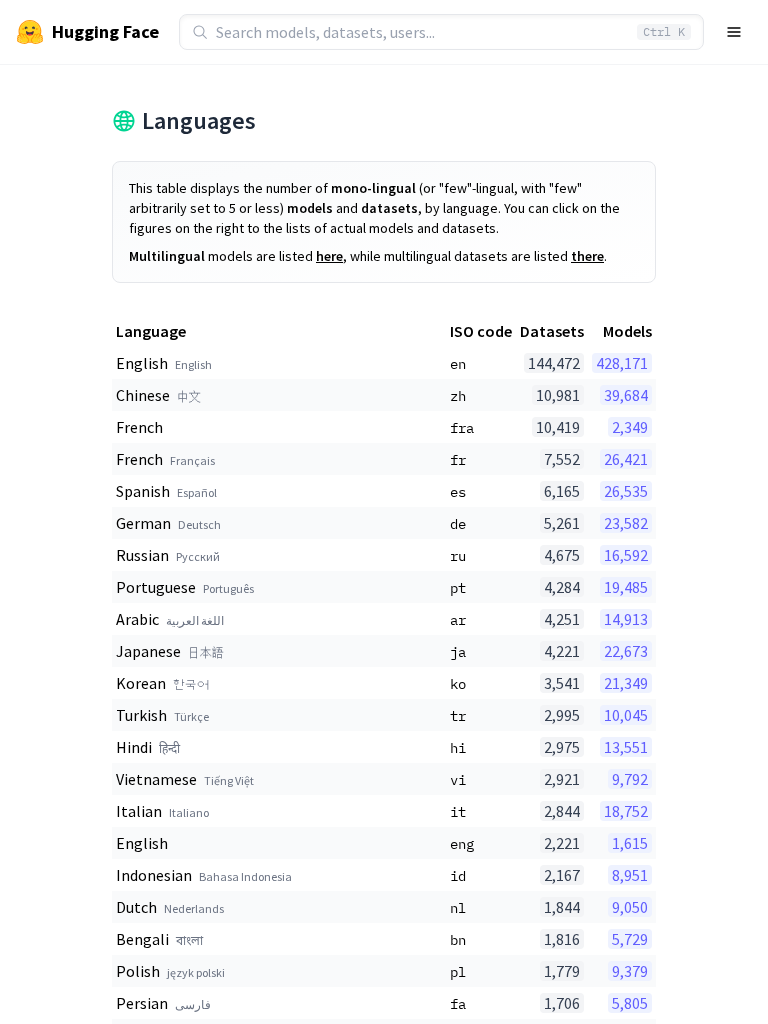 Hugging Face
Search models, datasets, users...
Ctrl K
Languages
This table displays the number of mono-lingual (or "few"-lingual, with "few"
arbitrarily set to 5 or less) models and datasets, by language. You can click on the
figures on the right to the lists of actual models and datasets.
Multilingual models are listed here, while multilingual datasets are listed there.
Language ISO code Datasets Models
English English en 144,472 428,171
Chinese 中文 zh 10,981 39,684
French fra 10,419 2,349
French Français fr 7,552 26,421
Spanish Español es 6,165 26,535
German Deutsch de 5,261 23,582
Russian Русский ru 4,675 16,592
Portuguese Português pt 4,284 19,485
Arabic اللغة العربية ar 4,251 14,913
Japanese 日本語 ja 4,221 22,673
Korean 한국어 ko 3,541 21,349
Turkish Türkçe tr 2,995 10,045
Hindi हिन्दी hi 2,975 13,551
Vietnamese Tiếng Việt vi 2,921 9,792
Italian Italiano it 2,844 18,752
English eng 2,221 1,615
Indonesian Bahasa Indonesia id 2,167 8,951
Dutch Nederlands nl 1,844 9,050
Bengali বাংলা bn 1,816 5,729
Polish język polski pl 1,779 9,379
Persian فارسی fa 1,706 5,805